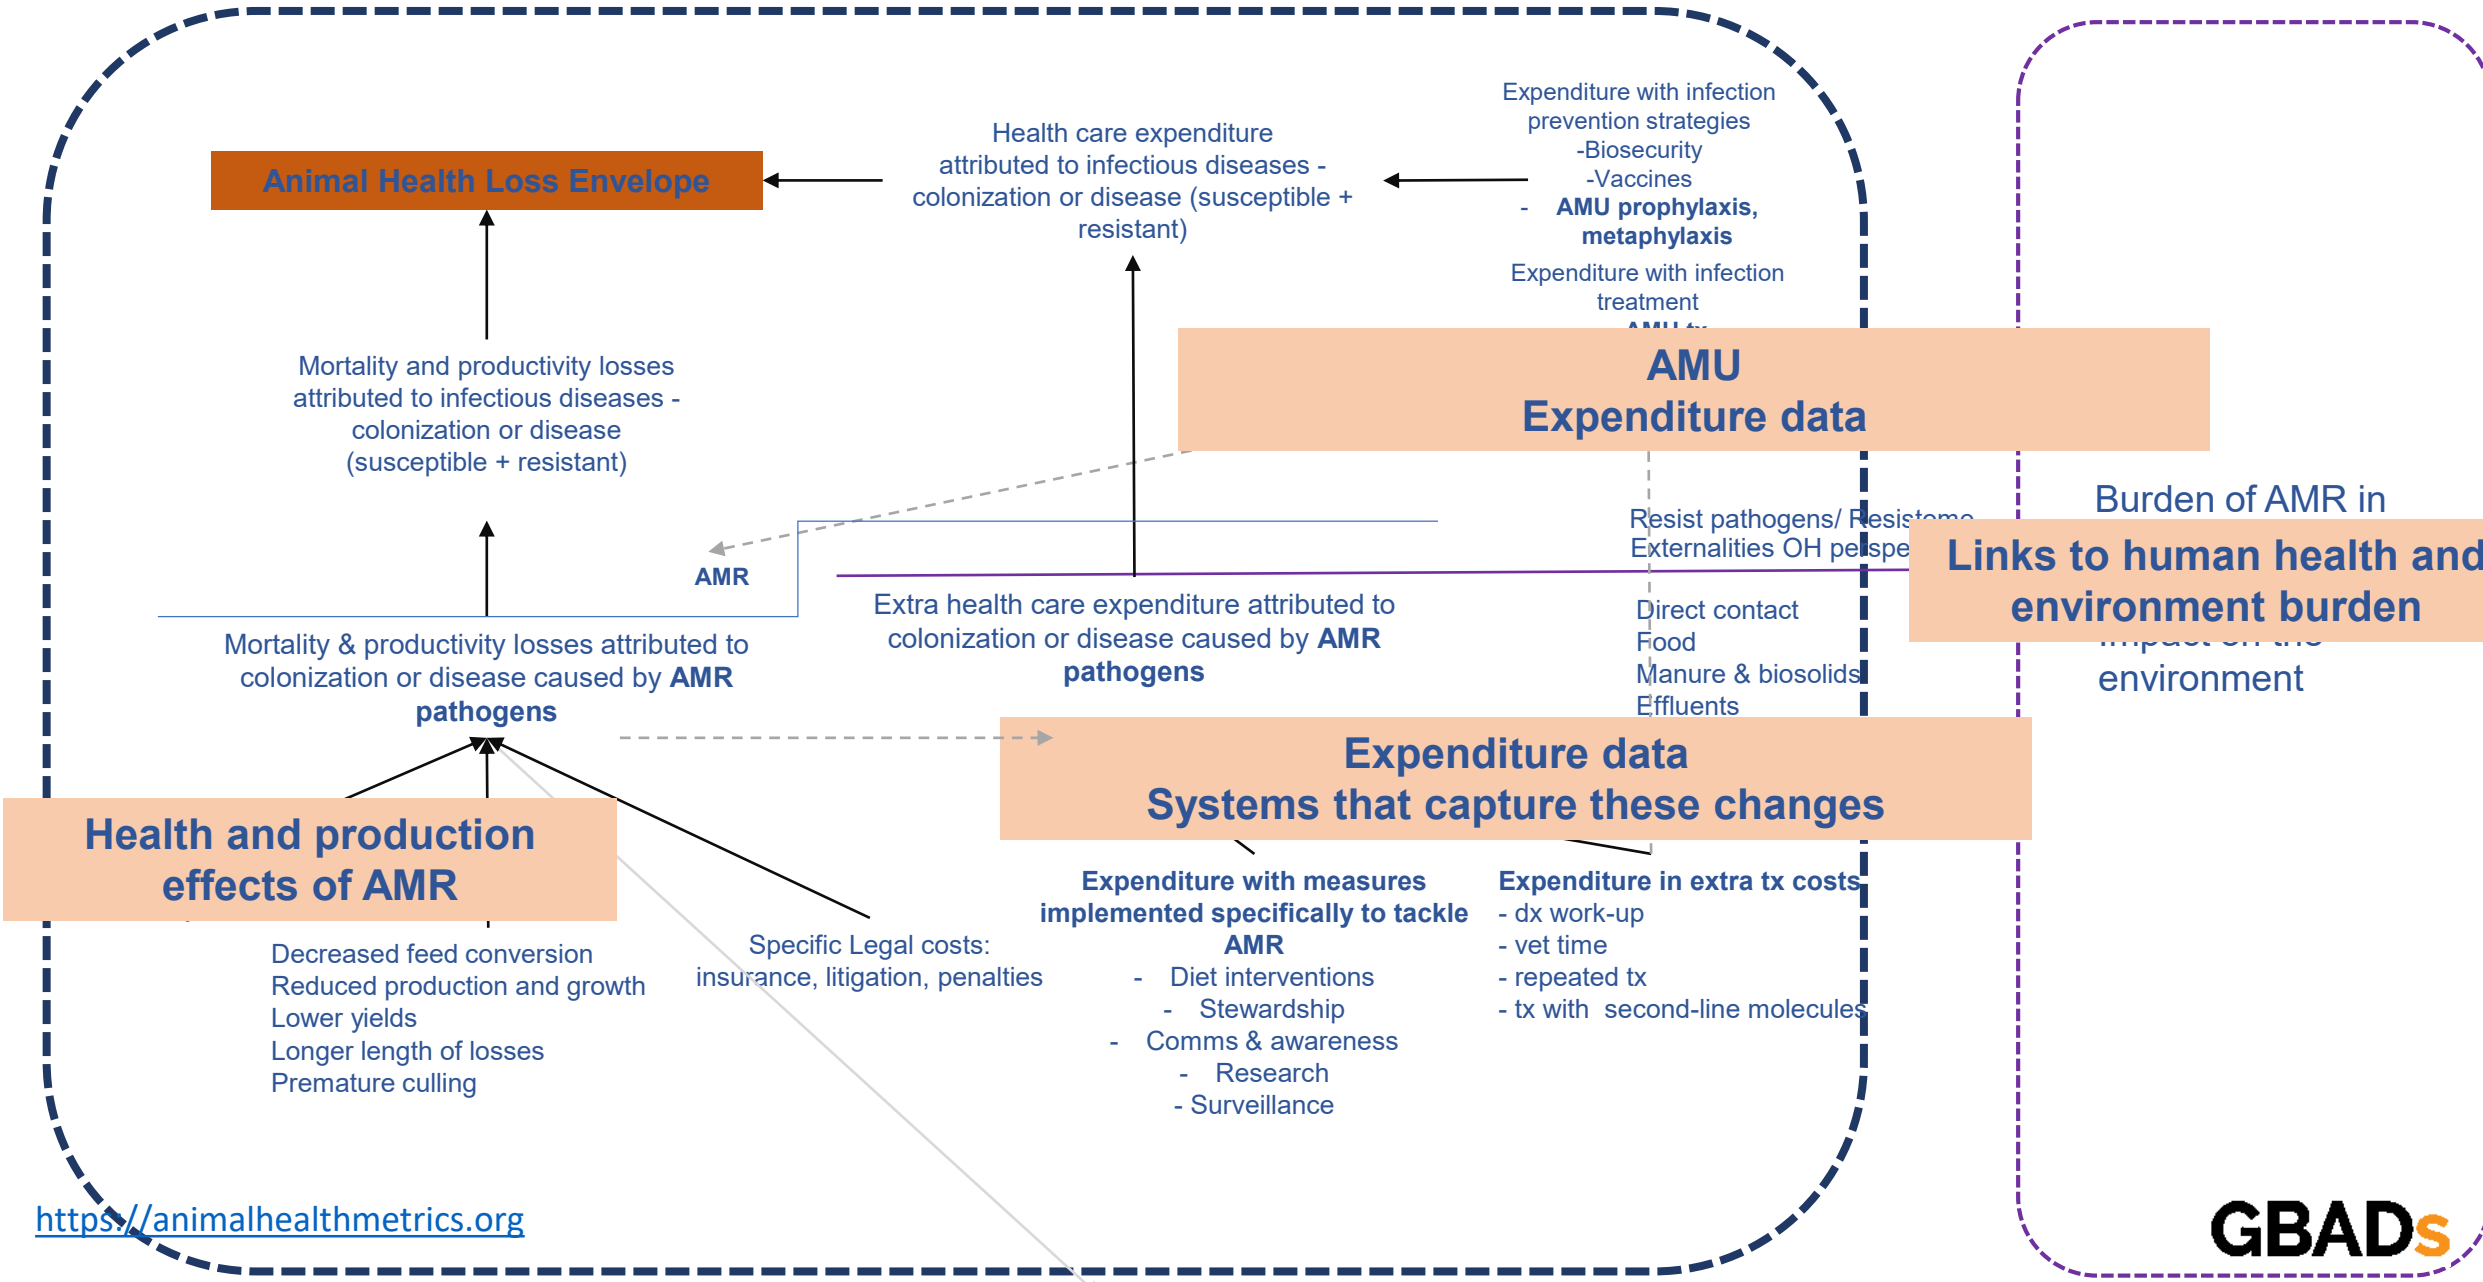 Expenditure with infection
prevention strategies
-Biosecurity
-Vaccines
- AMU prophylaxis,
metaphylaxis
Expenditure with infection
treatment
Health care expenditure
attributed to infectious diseases -
colonization or disease (susceptible +
resistant)
Animal Health Loss Envelope
Mortality and productivity losses
attributed to infectious diseases -
colonization or disease
(susceptible + resistant)
AMU
Expenditure data
AMR
Resist pathogens/ Resistome
Externalities OH
Burden of AMR in
Links to human health and
environment burden
environment
Direct contact
Food
Manure & biosolids
Effluents
Extra health care expenditure attributed to
colonization or disease caused by AMR
pathogens
Mortality & productivity losses attributed to
colonization or disease caused by AMR
pathogens
Expenditure data
Systems that capture these changes
Health and production
effects of AMR
Decreased feed conversion
Reduced production and growth
Lower yields
Longer length of losses
Premature culling
Specific Legal costs:
insurance, litigation, penalties
Expenditure with measures
implemented specifically to tackle
AMR
- Diet interventions
- Stewardship
- Comms & awareness
- Research
- Surveillance
Expenditure in extra tx costs
- dx work-up
- vet time
- repeated tx
- tx with second-line molecules
https://animalhealthmetrics.org
GBADs